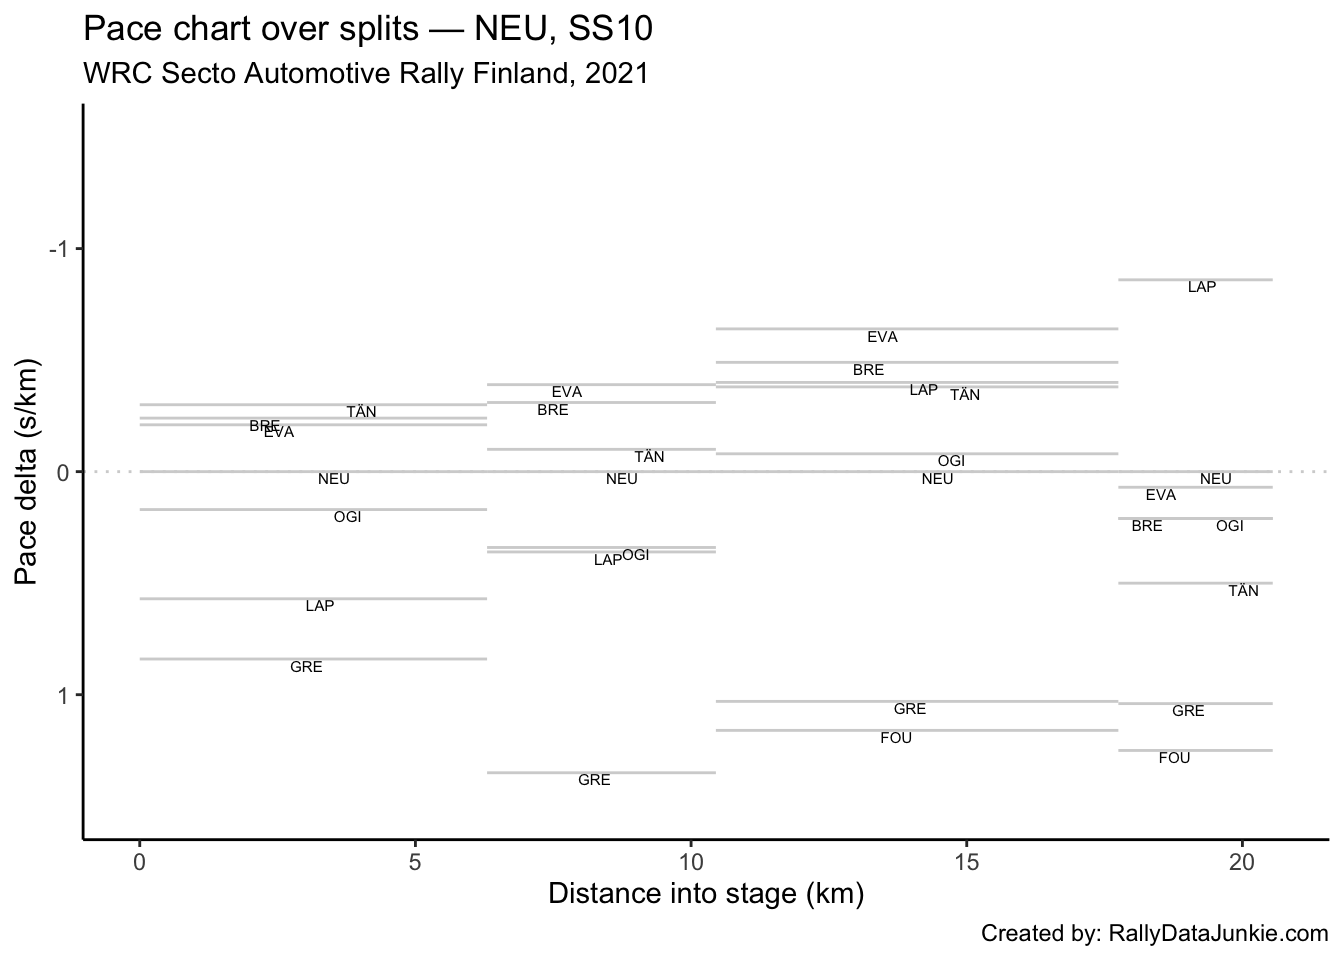 Pace chart over splits — NEU, SS10
WRC Secto Automotive Rally Finland, 2021
Pace delta (s/km)
-1
0
1
TÄN
BRE
EVA
NEU
OGI
LAP
GRE
EVA
BRE
TÄN
NEU
OGI
LAP
GRE
EVA
BRE
LAP
TÄN
OGI
NEU
GRE
FOU
LAP
NEU
EVA
BRE
OGI
TÄN
GRE
FOU
0 5 10 15 20
Distance into stage (km)
Created by: RallyDataJunkie.com